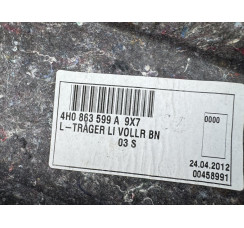 0000
4H0 863 599 A 9X7
L-TRÄGER LI VOLLR BN
03 S
24.04.2012
00458991